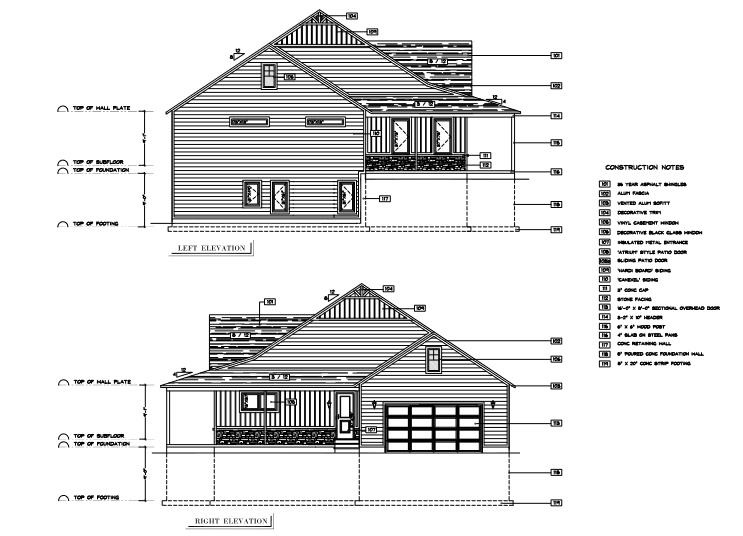 104
12
8
109
101
8 / 12
105
102
12
4
3 / 12
TOP OF WALL PLATE
114
110
115
111
112
TOP OF SUBFLOOR
TOP OF FOUNDATION
117
TOP OF FOOTING
119
LEFT ELEVATION
CONSTRUCTION NOTES
101 25 YEAR ASPHALT SHINGLES
102 ALUM FASCIA
103 VENTED ALUM SOFFIT
104 DECORATIVE TRIM
105 VINYL CASEMENT WINDOW
106 DECORATIVE BLACK GLASS WINDOW
107 INSULATED METAL ENTRANCE
108 'ATRIUM' STYLE PATIO DOOR
108a SLIDING PATIO DOOR
109 'HARDI BOARD' SIDING
110 'CANEXEL' SIDING
111 2" CONC CAP
112 STONE FACING
113 16'-0" X 8'-0" SECTIONAL OVERHEAD DOOR
114 3-2" X 10" HEADER
115 6" X 6" WOOD POST
116 4" SLAB ON STEEL PANS
117 CONC RETAINING WALL
118 8" POURED CONC FOUNDATION WALL
119 8" X 20" CONC STRIP FOOTING
104
12
8
101
109
8 / 12
102
106
12
3 / 12
TOP OF WALL PLATE
103
105
113
107
TOP OF SUBFLOOR
TOP OF FOUNDATION
118
TOP OF FOOTING
119
RIGHT ELEVATION